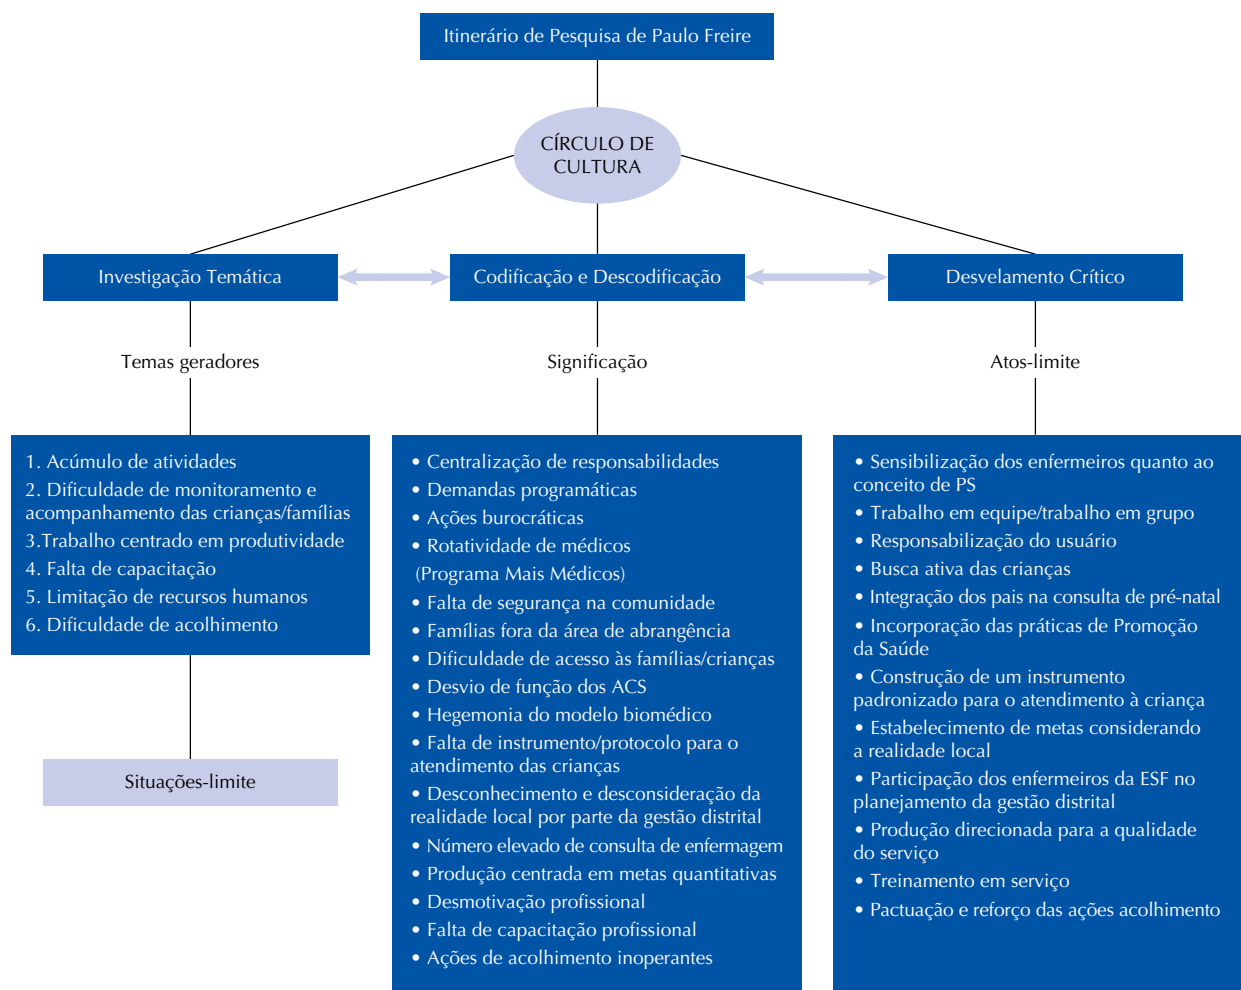 Itinerário de Pesquisa de Paulo Freire
CÍRCULO DE
CULTURA
Investigação Temática
Codificação e Descodificação
Desvelamento Crítico
Temas geradores
Significação
Atos-limite
1. Acúmulo de atividades
2. Dificuldade de monitoramento e
acompanhamento das crianças/famílias
3.Trabalho centrado em produtividade
4. Falta de capacitação
5. Limitação de recursos humanos
6. Dificuldade de acolhimento
Situações-limite
• Centralização de responsabilidades
• Demandas programáticas
• Ações burocráticas
• Rotatividade de médicos
(Programa Mais Médicos)
• Falta de segurança na comunidade
• Famílias fora da área de abrangência
• Dificuldade de acesso às famílias/crianças
• Desvio de função dos ACS
• Hegemonia do modelo biomédico
• Falta de instrumento/protocolo para o
atendimento das crianças
• Desconhecimento e desconsideração da
realidade local por parte da gestão distrital
• Número elevado de consulta de enfermagem
• Produção centrada em metas quantitativas
• Desmotivação profissional
• Falta de capacitação profissional
• Ações de acolhimento inoperantes
• Sensibilização dos enfermeiros quanto ao
conceito de PS
• Trabalho em equipe/trabalho em grupo
• Responsabilização do usuário
• Busca ativa das crianças
• Integração dos pais na consulta de pré-natal
• Incorporação das práticas de Promoção
da Saúde
• Construção de um instrumento
padronizado para o atendimento à criança
• Estabelecimento de metas considerando
a realidade local
• Participação dos enfermeiros da ESF no
planejamento da gestão distrital
• Produção direcionada para a qualidade
do serviço
• Treinamento em serviço
• Pactuação e reforço das ações acolhimento